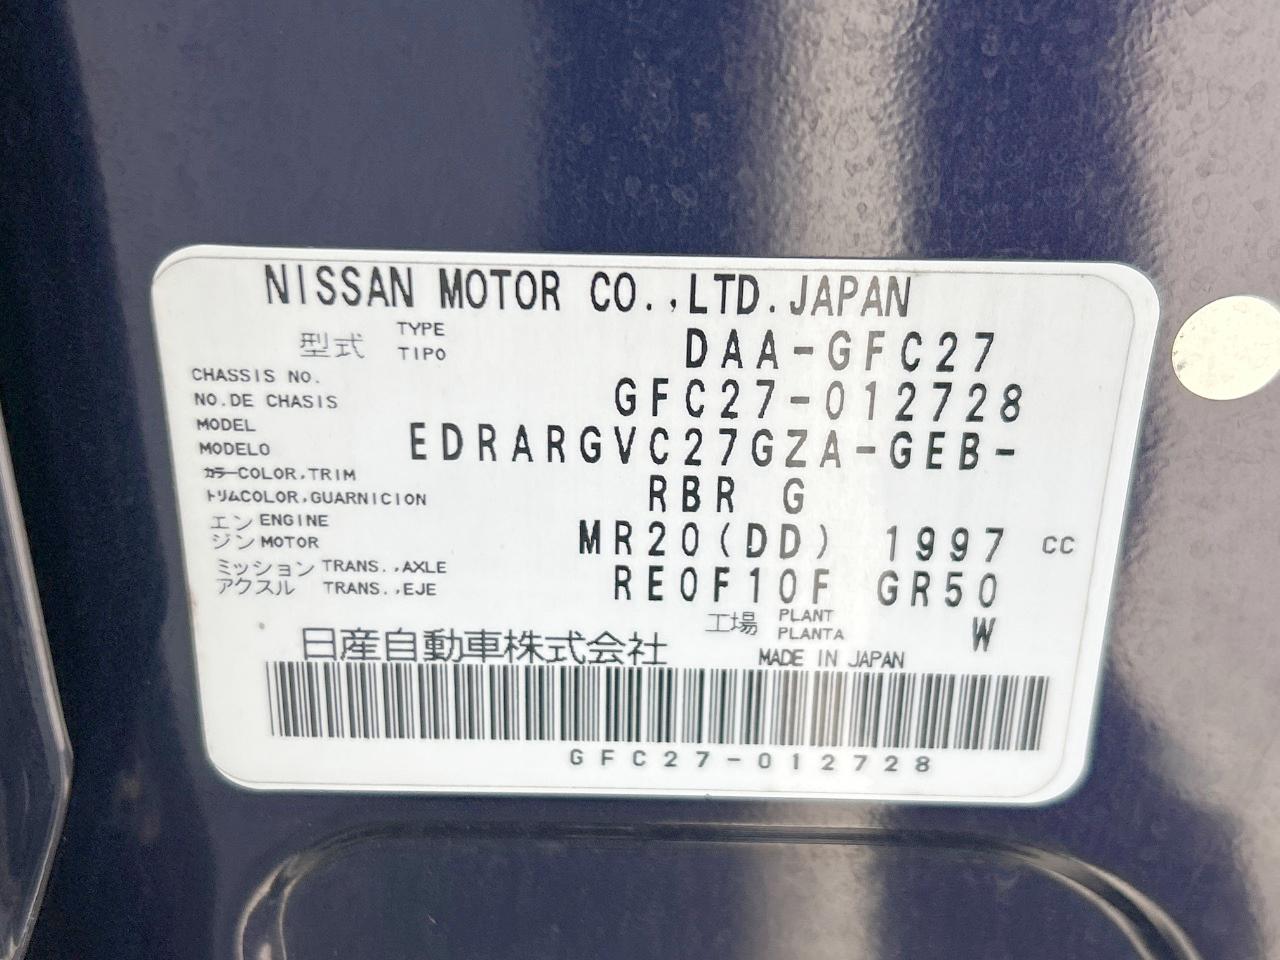 NISSAN MOTOR CO.,LTD.JAPAN
型式 TYPE TIPO DAA-GFC27
CHASSIS NO. NO.DE CHASIS GFC27-012728
MODEL MODELO EDRARGVC27GZA-GEB-
カラー COLOR,TRIM トリム COLOR,GUARNICION RBR G
エンジン ENGINE MOTOR MR20(DD) 1997 CC
ミッション TRANS.,AXLE アクスル TRANS.,EJE RE0F10F GR50
工場 PLANT PLANTA W
日産自動車株式会社 MADE IN JAPAN
GFC27-012728